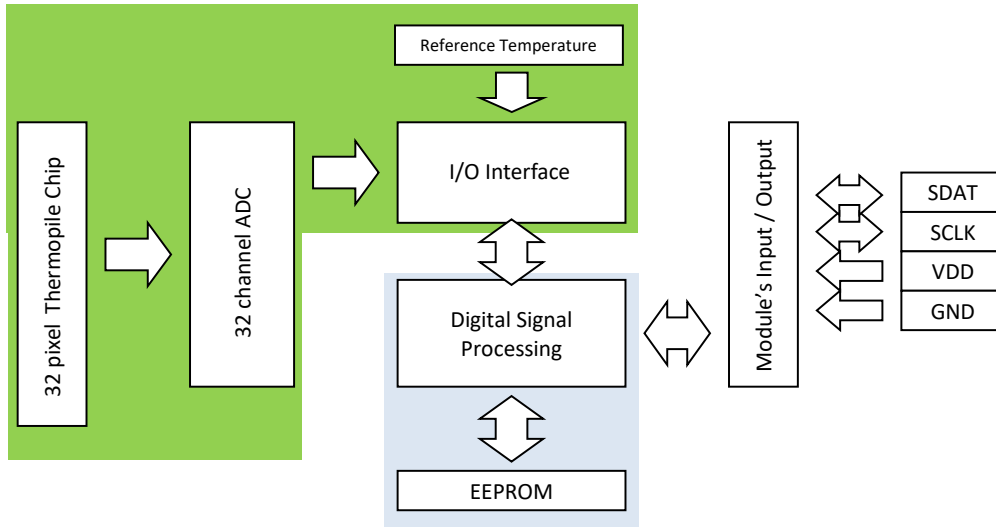 Reference Temperature
32 pixel  Thermopile Chip
32 channel ADC
I/O Interface
Module's Input / Output
SDAT
SCLK
VDD
GND
Digital Signal
Processing
EEPROM